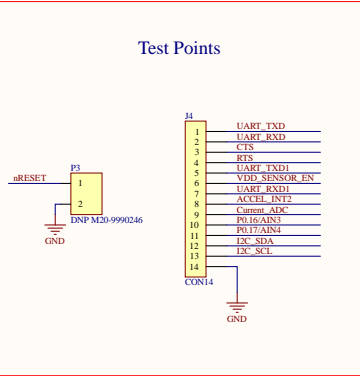 Test Points
J4
1 UART_TXD
2 UART_RXD
3 CTS
4 RTS
5 UART_TXD1
6 VDD_SENSOR_EN
7 UART_RXD1
8 ACCEL_INT2
9 Current_ADC
10 P0.16/AIN3
11 P0.17/AIN4
12 I2C_SDA
13 I2C_SCL
14
GND
CON14
P3
nRESET 1
2
GND
DNP M20-9990246